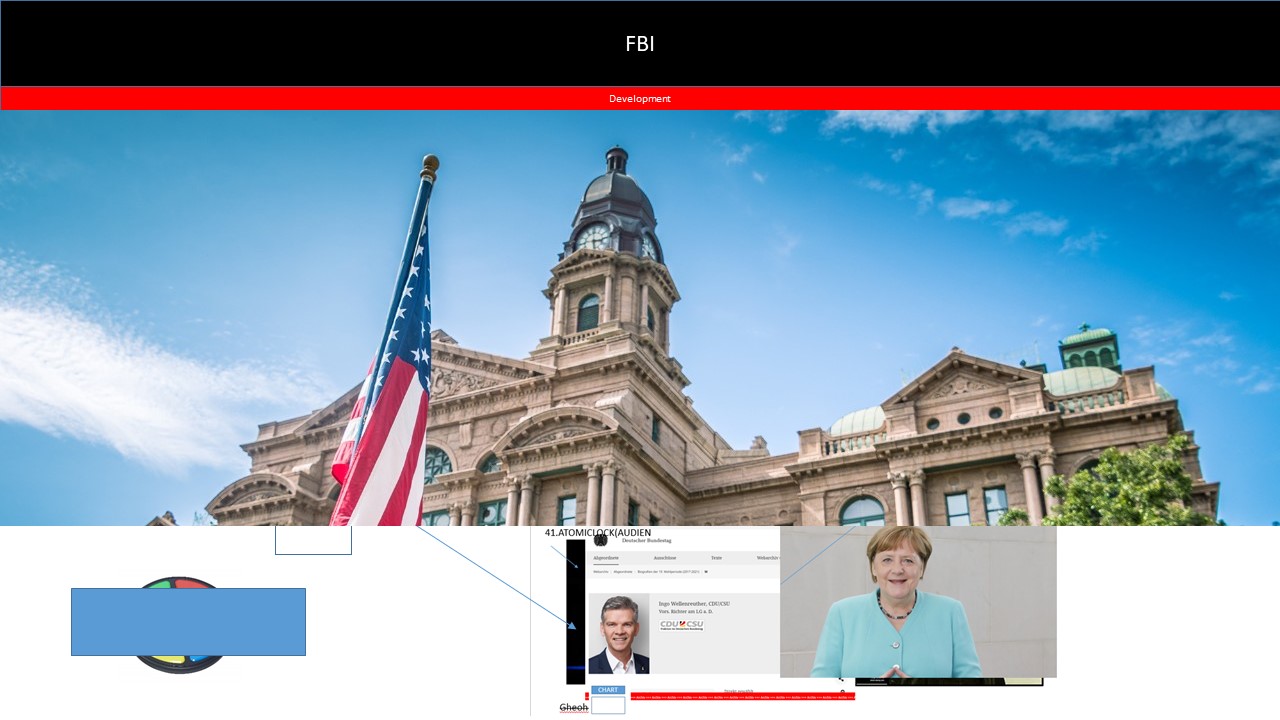 FBI
Development
41.ATOMICLOCK(AUDIEN
Deutscher Bundestag
Abgeordnete Ausschüsse Texte Webarchiv
Ingo Wellenreuther, CDU/CSU
Vors. Richter am LG a. D.
CDU CSU
CHART
Gheoh